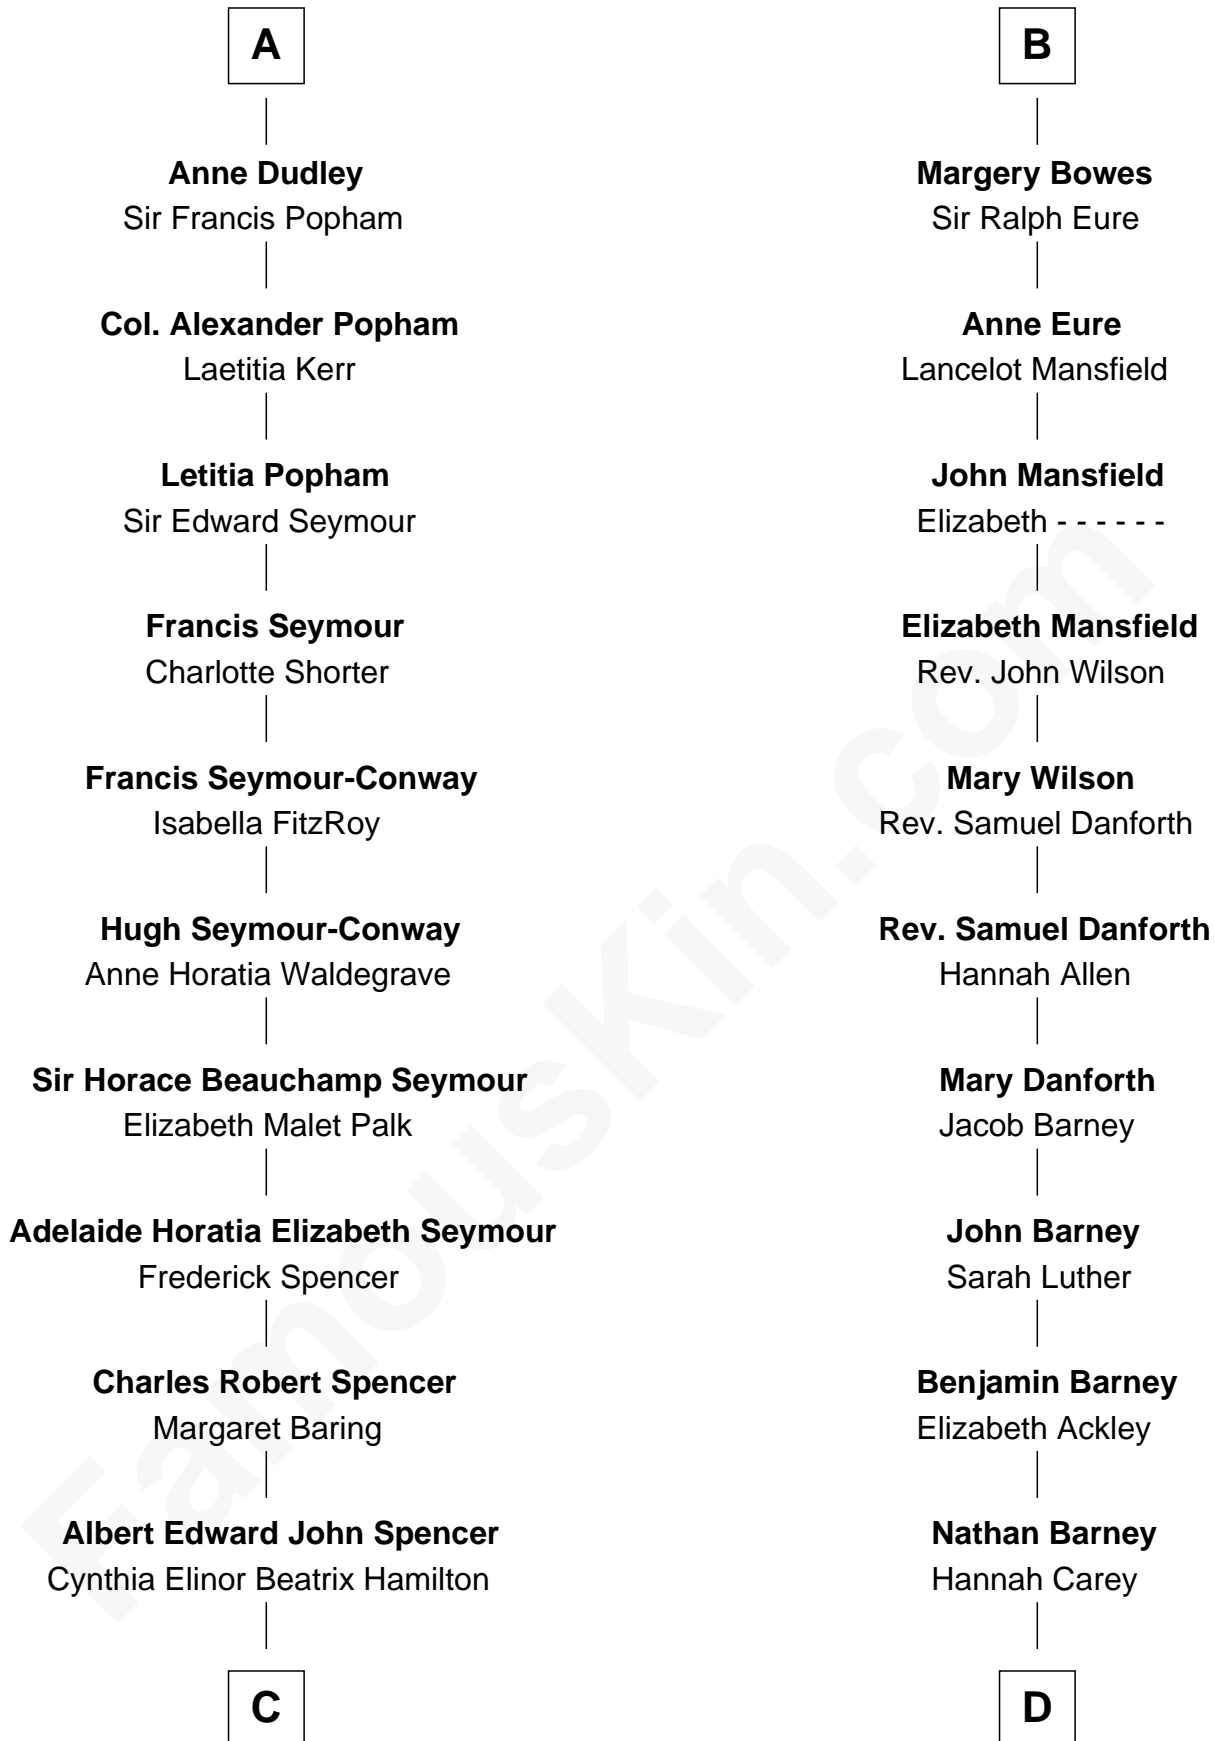 A
Anne Dudley
Sir Francis Popham
Col. Alexander Popham
Laetitia Kerr
Letitia Popham
Sir Edward Seymour
Francis Seymour
Charlotte Shorter
Francis Seymour-Conway
Isabella FitzRoy
Hugh Seymour-Conway
Anne Horatia Waldegrave
Sir Horace Beauchamp Seymour
Elizabeth Malet Palk
Adelaide Horatia Elizabeth Seymour
Frederick Spencer
Charles Robert Spencer
Margaret Baring
Albert Edward John Spencer
Cynthia Elinor Beatrix Hamilton
C
B
Margery Bowes
Sir Ralph Eure
Anne Eure
Lancelot Mansfield
John Mansfield
Elizabeth - - - - - -
Elizabeth Mansfield
Rev. John Wilson
Mary Wilson
Rev. Samuel Danforth
Rev. Samuel Danforth
Hannah Allen
Mary Danforth
Jacob Barney
John Barney
Sarah Luther
Benjamin Barney
Elizabeth Ackley
Nathan Barney
Hannah Carey
D
FamousKin.com